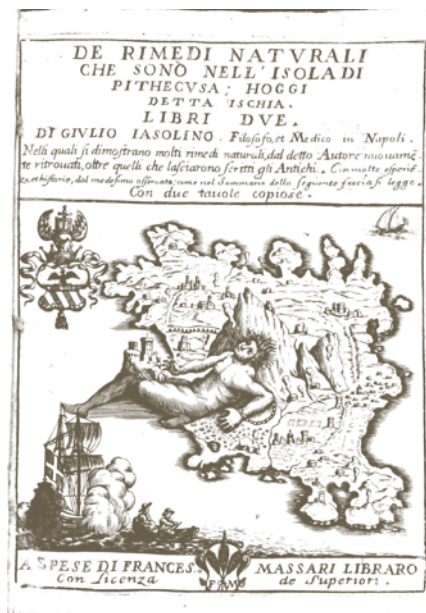 DE RIMEDI NATVRALI
CHE SONO NELL'ISOLA DI
PITHECVSA; HOGGI
DETTA ISCHIA.
LIBRI DVE.
DI GIVLIO IASOLINO. Filosofo, et Medico in Napoli.
Nelli quali si dimostrano molti rimedi naturali, dal detto Autore nuouamē
te ritrouati, oltre quelli che lasciarono scritti gli Antichi. Con molte esperiē
ze, et historie, dal medesimo osseruate; come nel Sommario della seguente faccia si legge.
Con due tauole copiose.
A SPESE DI FRANCES. MASSARI LIBRARO
Con licenza de Superiori.